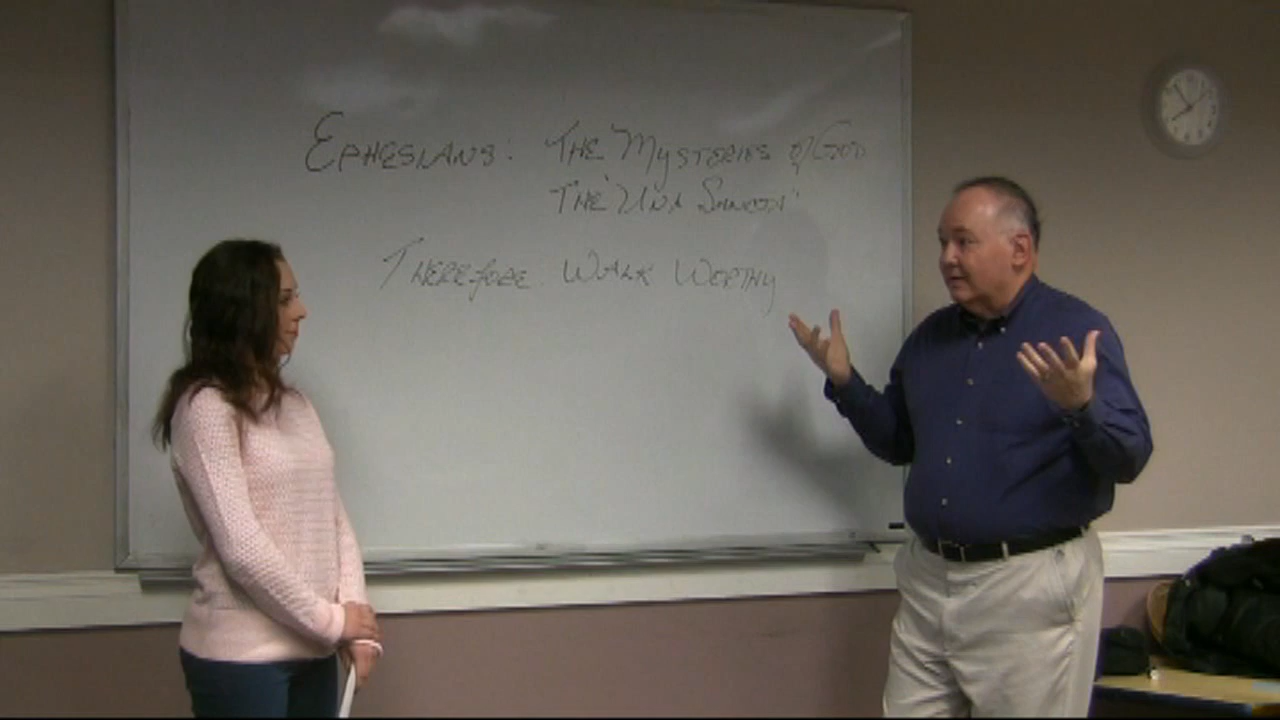 EPHESIANS: THE MYSTERIES of GOD
THE "UNA SANCTA"
THEREfORE WALK WORTHY